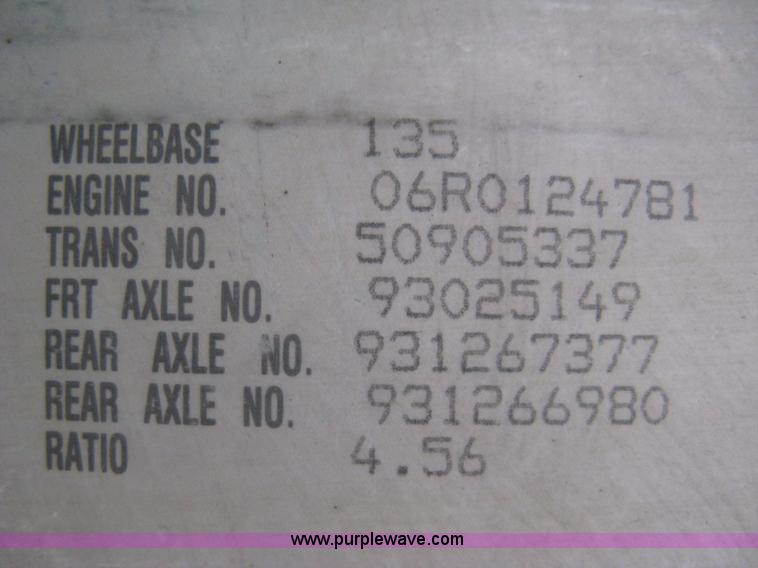 WHEELBASE 135
ENGINE NO. 06R0124781
TRANS NO. 50905337
FRT AXLE NO. 93025149
REAR AXLE NO. 931267377
REAR AXLE NO. 931266980
RATIO 4.56
www.purplewave.com